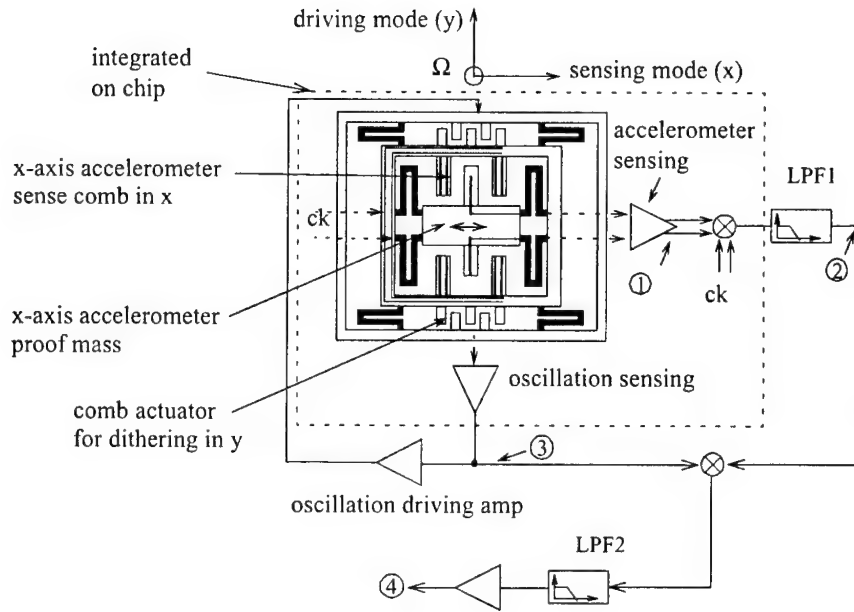 driving mode (y)
integrated
on chip
Ω
sensing mode (x)
accelerometer
sensing
x-axis accelerometer
sense comb in x
LPF1
ck
①
②
ck
x-axis accelerometer
proof mass
oscillation sensing
comb actuator
for dithering in y
③
oscillation driving amp
LPF2
④